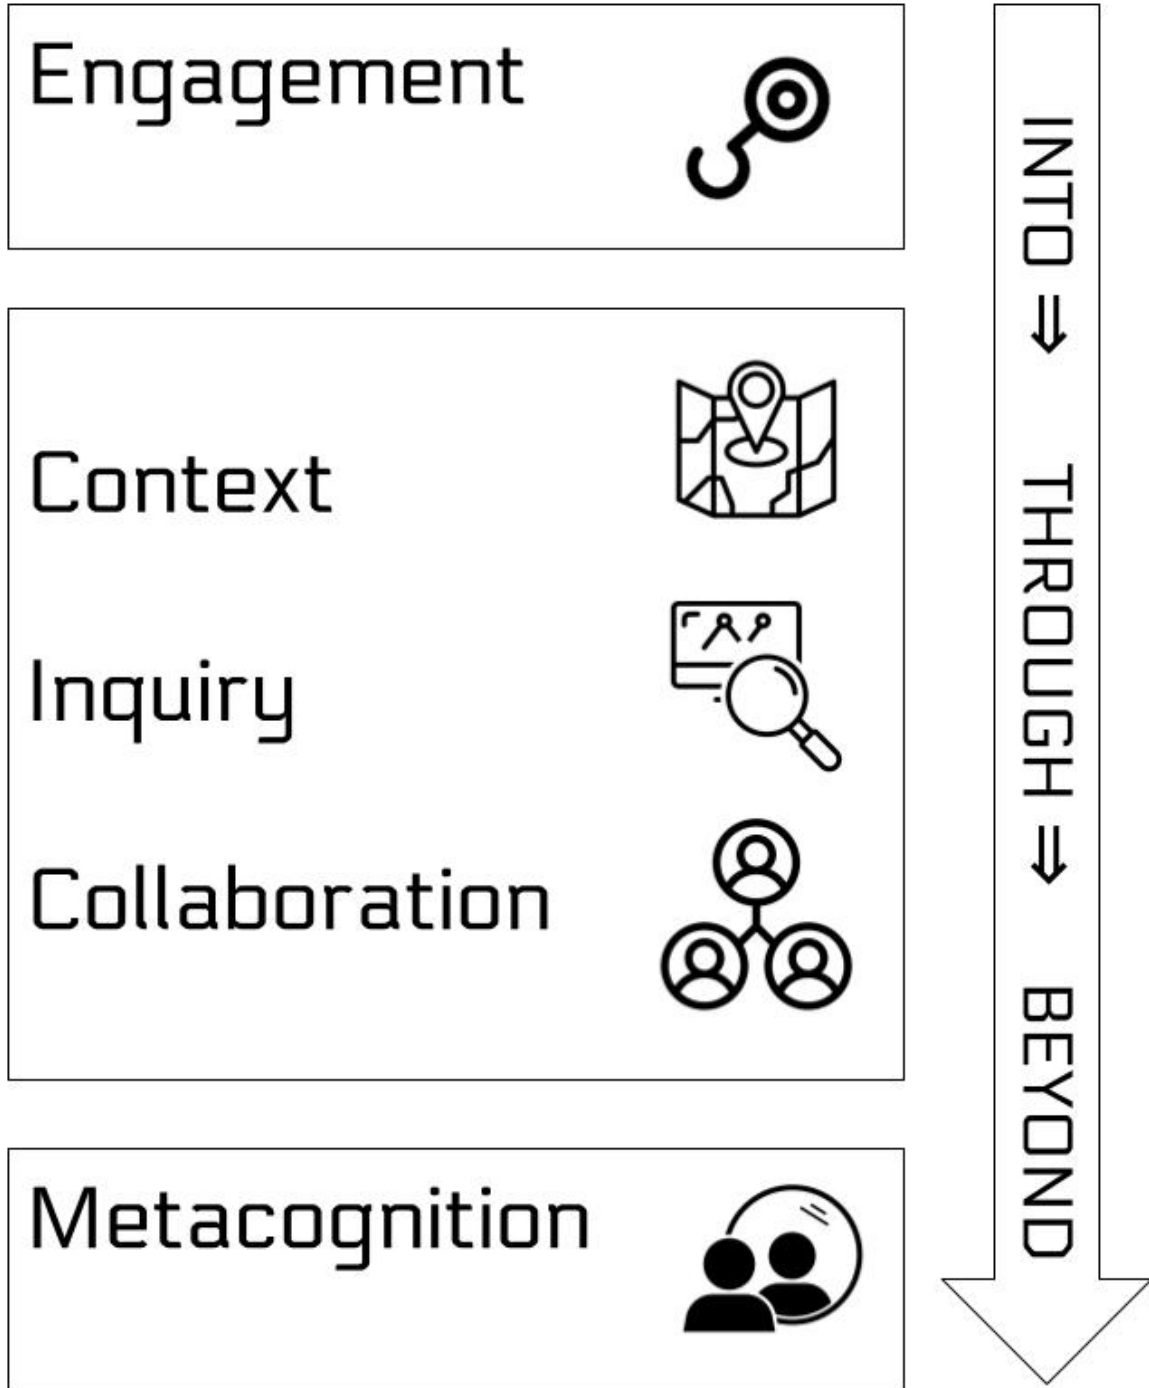 Engagement
Context
Inquiry
Collaboration
Metacognition
INTO ⇒ THROUGH ⇒ BEYOND